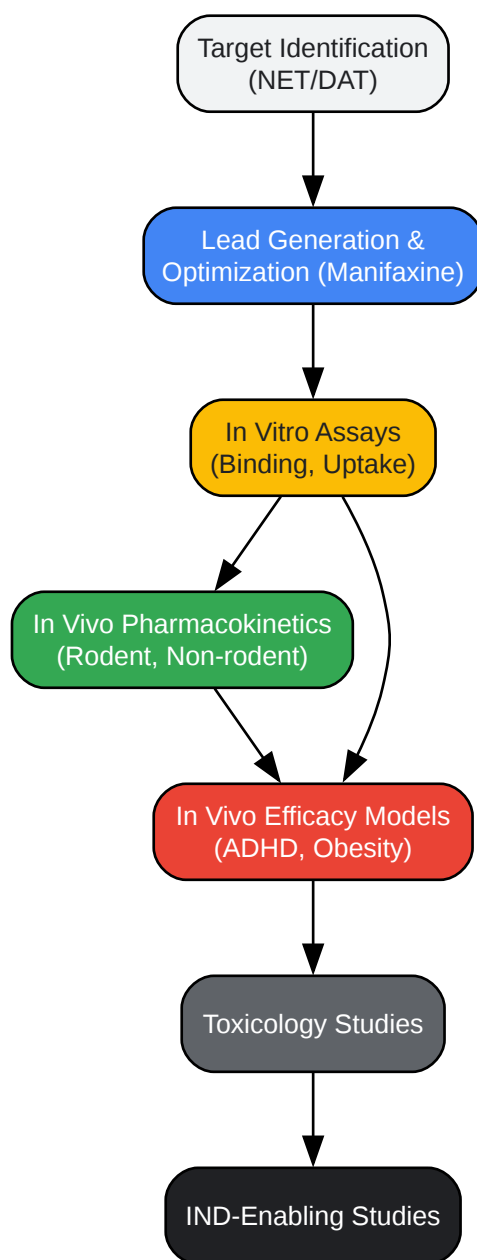 Target Identification
(NET/DAT)
Lead Generation &
Optimization (Manifaxine)
In Vitro Assays
(Binding, Uptake)
In Vivo Pharmacokinetics
(Rodent, Non-rodent)
In Vivo Efficacy Models
(ADHD, Obesity)
Toxicology Studies
IND-Enabling Studies